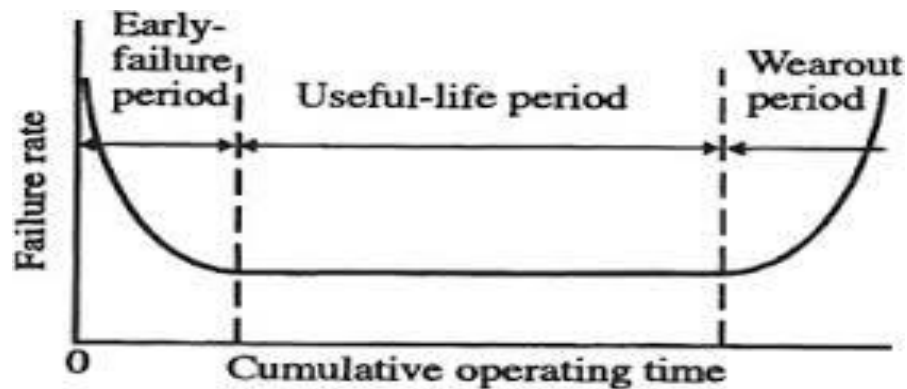 Early-
failure
period
Useful-life period
Wearout
period
Failure rate
0
Cumulative operating time